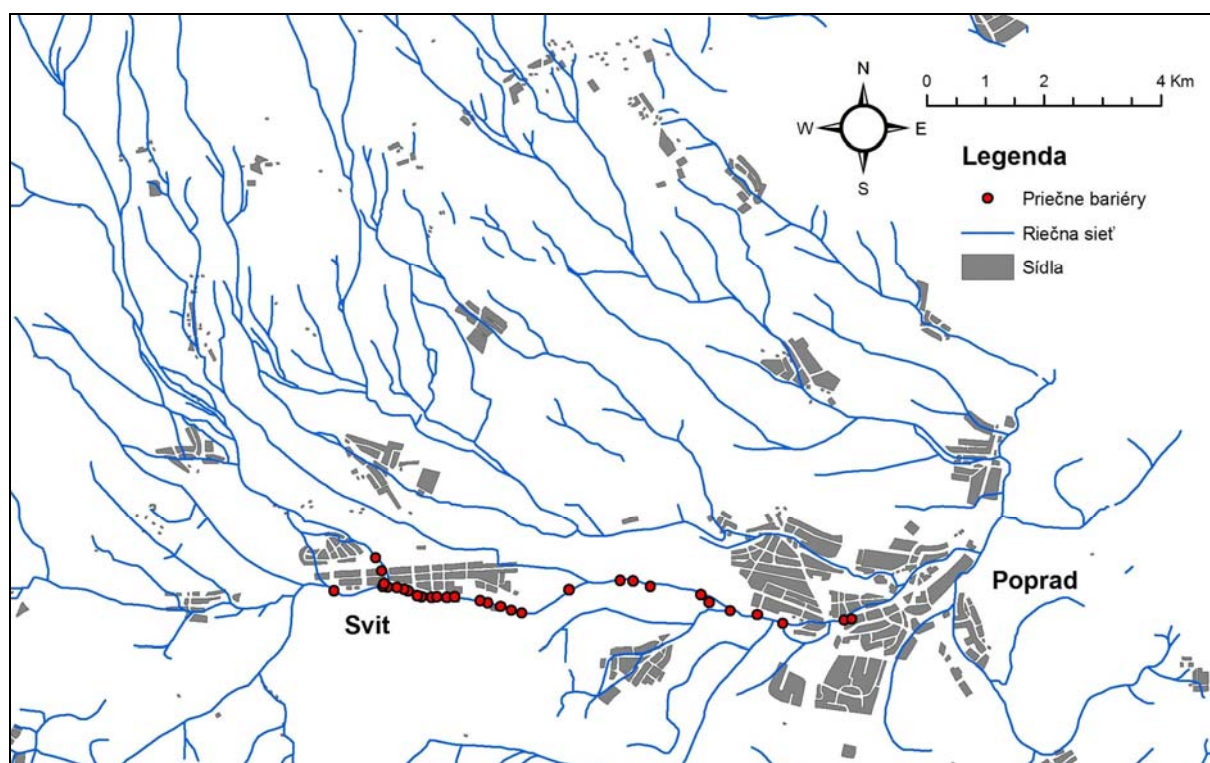 N
W E
S
0 1 2 4 Km
Legenda
Priečne bariéry
Riečna sieť
Sídla
Poprad
Svit